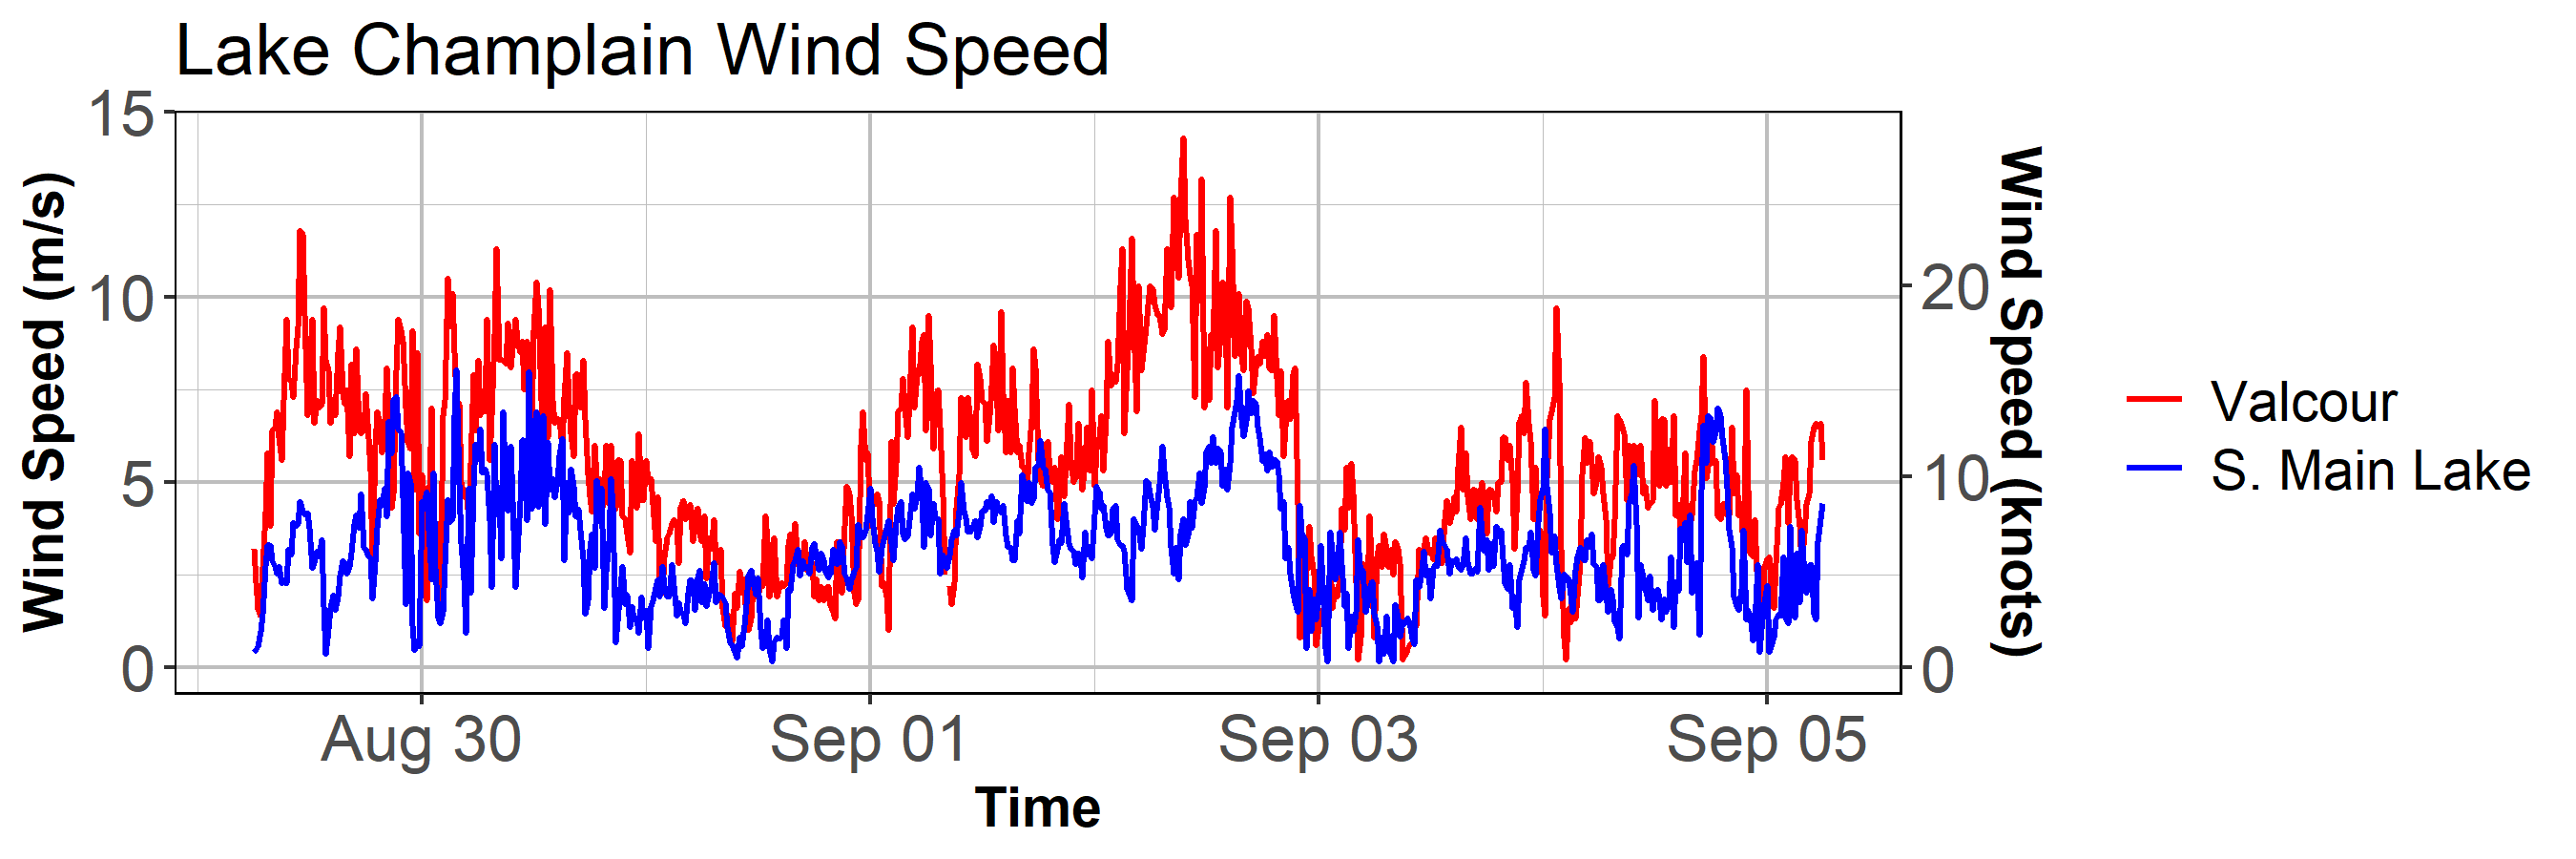 Lake Champlain Wind Speed
Wind Speed (m/s)
15
10
5
0
Aug 30
Sep 01
Sep 03
Sep 05
Time
20
10
0
Wind Speed (knots)
Valcour
S. Main Lake